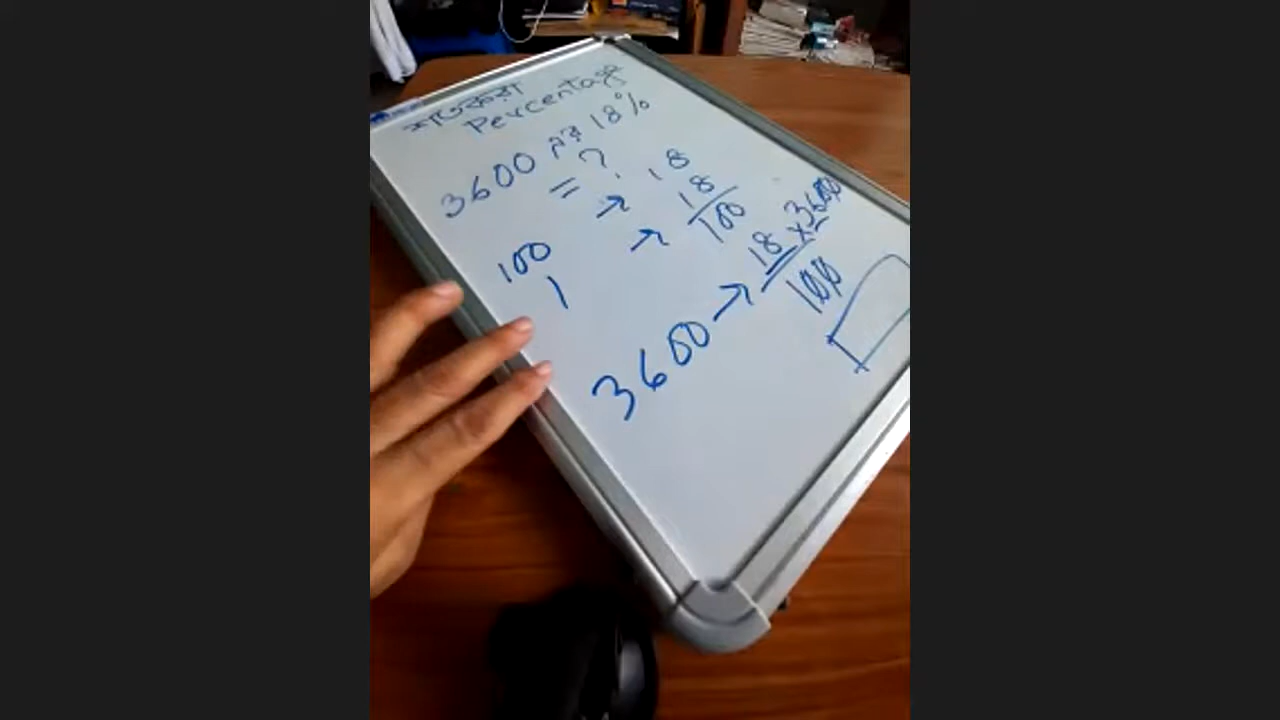 শতকরা
Percentage
3600 এর 18%
= ?
100 → 18
1 → 18/100
3600 → 18 × 3600/100